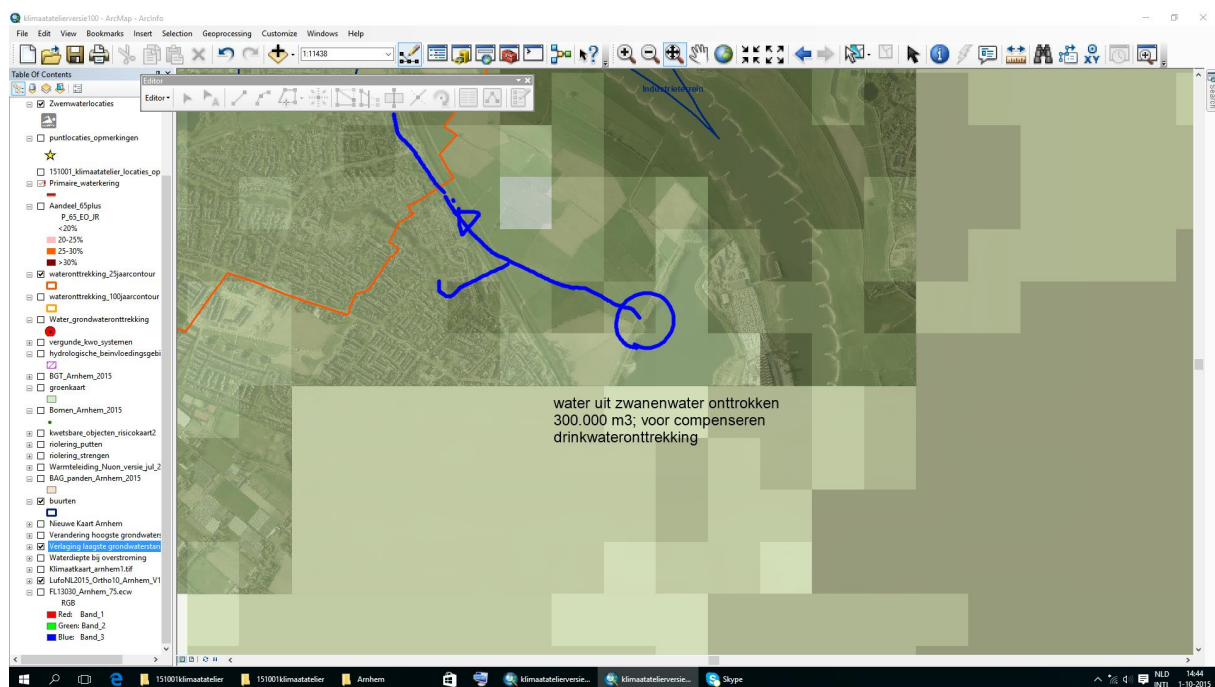 klimaatatelierversie100 - ArcMap - ArcInfo
File Edit View Bookmarks Insert Selection Geoprocessing Customize Windows Help
1:11438
Table Of Contents
Editor
Editor
Zwemwaterlocaties
puntlocaties_opmerkingen
151001_klimaatatelier_locaties_op
Primaire_waterkering
Aandeel_65plus
P_65_EO_JR
<20%
20-25%
25-30%
>30%
wateronttrekking_25jaarcontour
wateronttrekking_100jaarcontour
Water_grondwateronttrekking
vergunde_kwo_systemen
hydrologische_beinvloedingsgebi
BGT_Arnhem_2015
groenkaart
Bomen_Arnhem_2015
kwetsbare_objecten_risicokaart2
riolering_putten
riolering_strengen
Warmteleiding_Nuon_versie_jul_2
BAG_panden_Arnhem_2015
buurten
Nieuwe Kaart Arnhem
Verandering hoogste grondwaters
Verlaging laagste grondwaterstan
Waterdiepte bij overstroming
Klimaatkaart_arnhem1.tif
LufoNL2015_Ortho10_Arnhem_V1
FL13030_Arnhem_75.ecw
RGB
Red: Band_1
Green: Band_2
Blue: Band_3
Industrieterrein
water uit zwanenwater onttrokken
300.000 m3; voor compenseren
drinkwateronttrekking
Search
151001klimaatatelier
151001klimaatatelier
Arnhem
klimaatatelierversie...
klimaatatelierversie...
Skype
NLD
INTL
14:44
1-10-2015